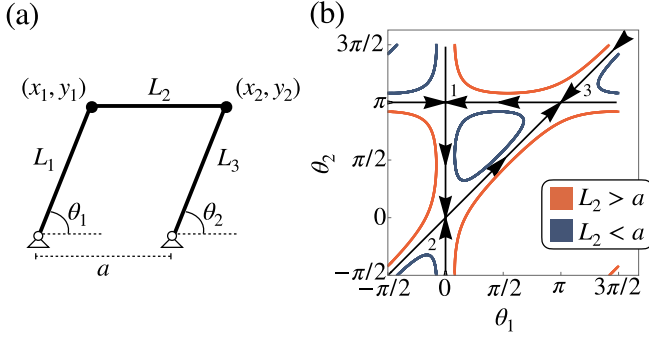 (a)
(x₁, y₁)
L₂
(x₂, y₂)
L₁
L₃
θ₁
θ₂
a
(b)
3π/2
π
π/2
0
−π/2
θ₂
1
3
2
L₂ > a
L₂ < a
−π/2 0 π/2 π 3π/2
θ₁